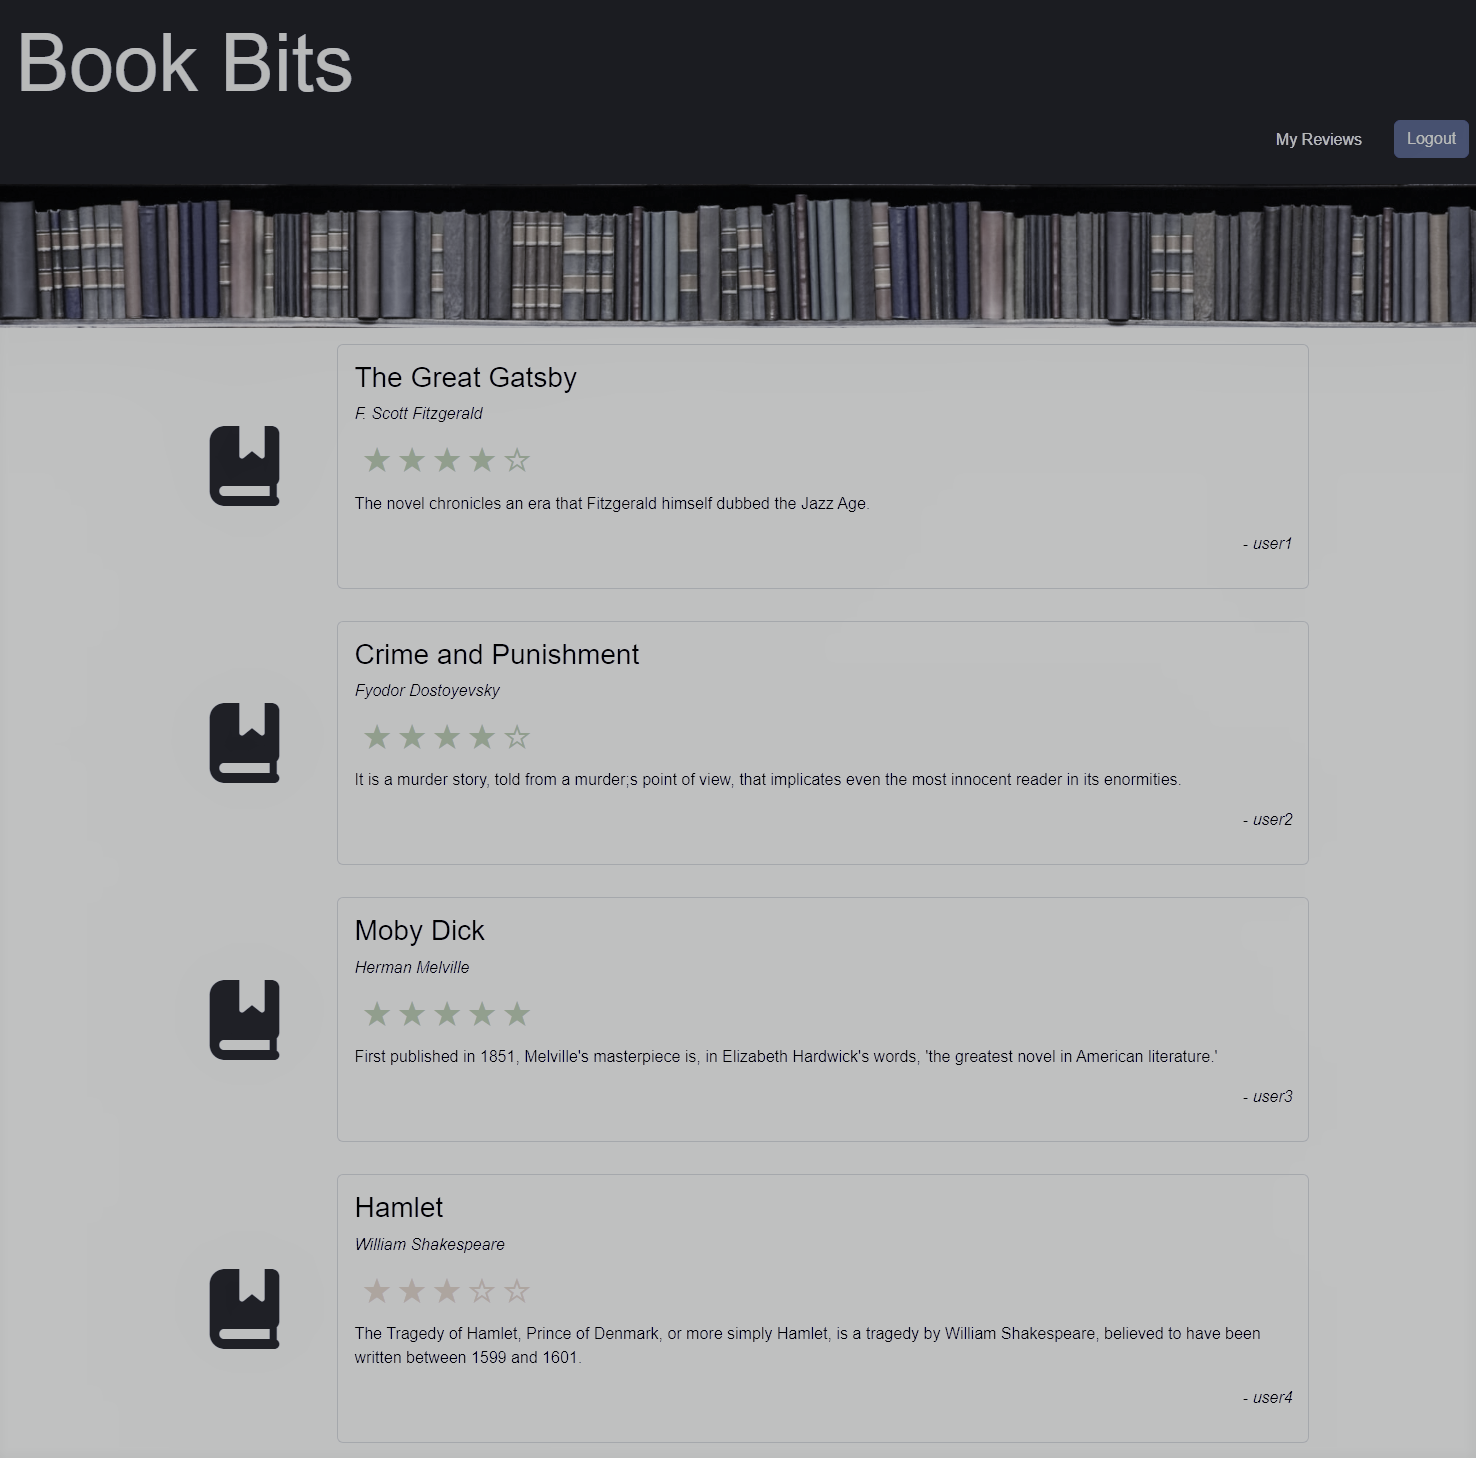 Book Bits
My Reviews
Logout
The Great Gatsby
F. Scott Fitzgerald
The novel chronicles an era that Fitzgerald himself dubbed the Jazz Age.
- user1
Crime and Punishment
Fyodor Dostoyevsky
It is a murder story, told from a murder;s point of view, that implicates even the most innocent reader in its enormities.
- user2
Moby Dick
Herman Melville
First published in 1851, Melville's masterpiece is, in Elizabeth Hardwick's words, 'the greatest novel in American literature.'
- user3
Hamlet
William Shakespeare
The Tragedy of Hamlet, Prince of Denmark, or more simply Hamlet, is a tragedy by William Shakespeare, believed to have been
written between 1599 and 1601.
- user4